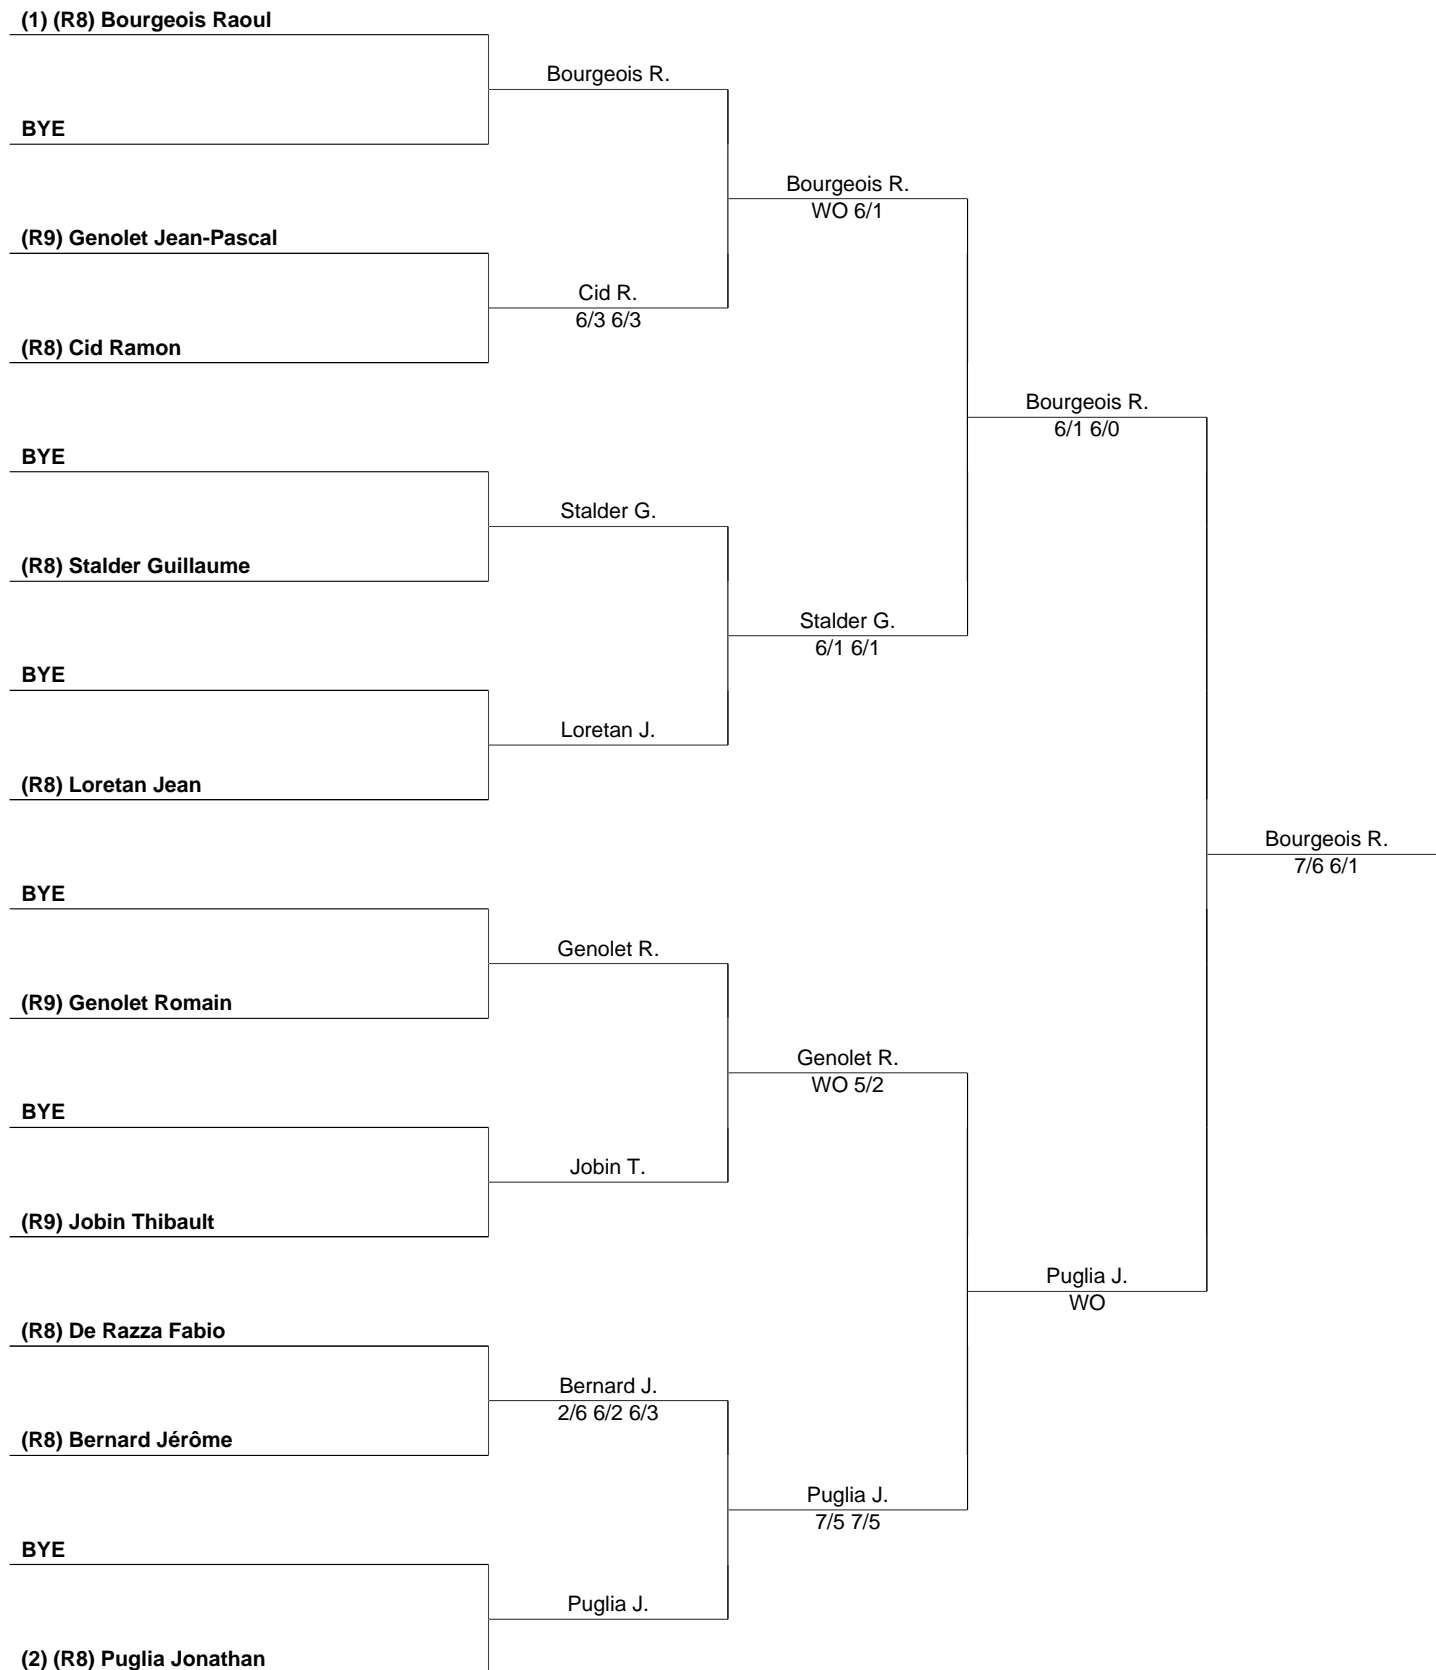 (1) (R8) Bourgeois Raoul
Bourgeois R.
BYE
Bourgeois R.
WO 6/1
(R9) Genolet Jean-Pascal
Cid R.
6/3 6/3
(R8) Cid Ramon
Bourgeois R.
6/1 6/0
BYE
Stalder G.
(R8) Stalder Guillaume
Stalder G.
6/1 6/1
BYE
Loretan J.
(R8) Loretan Jean
Bourgeois R.
7/6 6/1
BYE
Genolet R.
(R9) Genolet Romain
Genolet R.
WO 5/2
BYE
Jobin T.
(R9) Jobin Thibault
Puglia J.
WO
(R8) De Razza Fabio
Bernard J.
2/6 6/2 6/3
(R8) Bernard Jérôme
Puglia J.
7/5 7/5
BYE
Puglia J.
(2) (R8) Puglia Jonathan